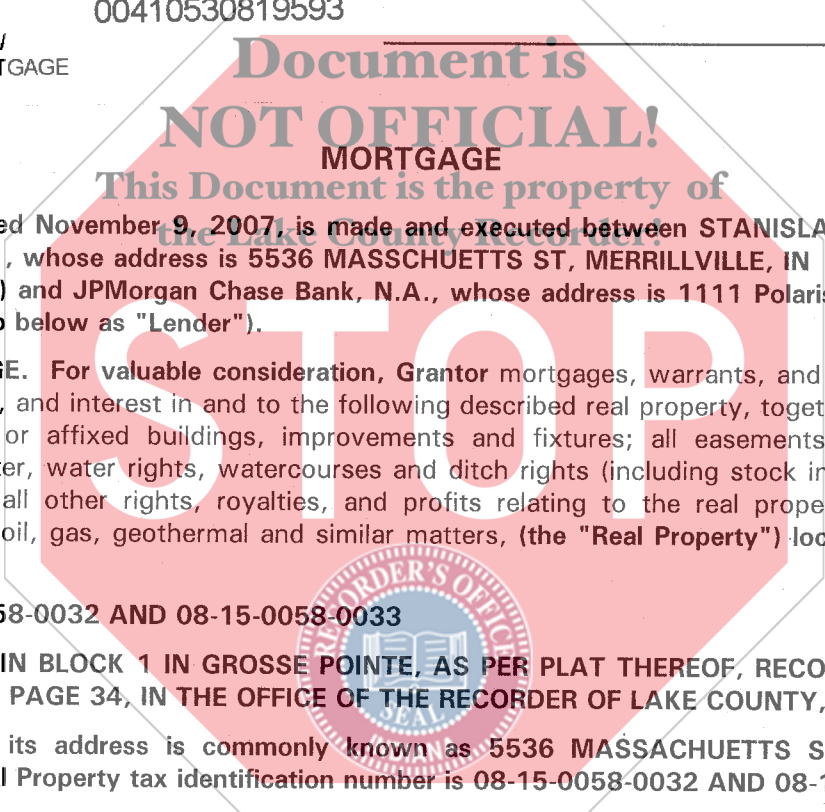 00410530819593
TGAGE
Document is
NOT OFFICIAL!
MORTGAGE
This Document is the property of
the Lake County Recorder!
ed November 9, 2007, is made and executed between STANISLA
, whose address is 5536 MASSCHUETTS ST, MERRILLVILLE, IN
) and JPMorgan Chase Bank, N.A., whose address is 1111 Polaris
below as "Lender").
GE. For valuable consideration, Grantor mortgages, warrants, and
, and interest in and to the following described real property, toget
or affixed buildings, improvements and fixtures; all easements
ter, water rights, watercourses and ditch rights (including stock in
all other rights, royalties, and profits relating to the real prope
oil, gas, geothermal and similar matters, (the "Real Property") loc
STOP
58-0032 AND 08-15-0058-0033
RECORDER'S OFFICE
IN BLOCK 1 IN GROSSE POINTE, AS PER PLAT THEREOF, RECO
PAGE 34, IN THE OFFICE OF THE RECORDER OF LAKE COUNTY,
SEAL
INDIANA
its address is commonly known as 5536 MASSACHUETTS S
l Property tax identification number is 08-15-0058-0032 AND 08-1